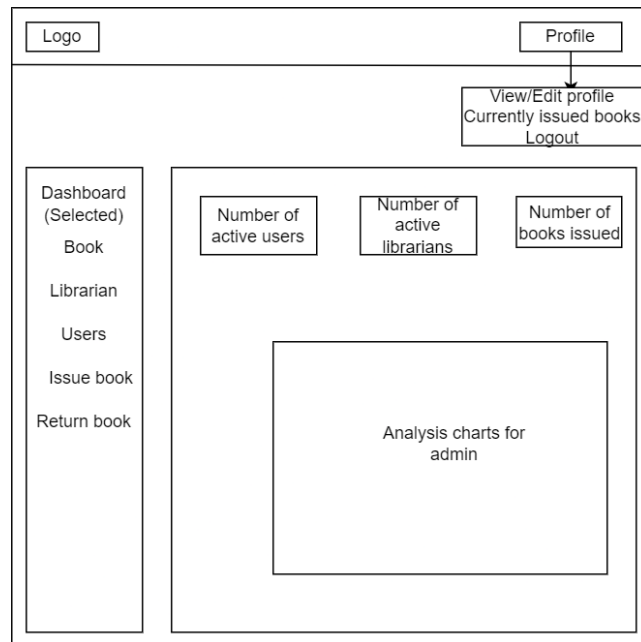 Logo
Profile
View/Edit profile
Currently issued books
Logout
Dashboard
(Selected)
Book
Librarian
Users
Issue book
Return book
Number of
active users
Number of
active
librarians
Number of
books issued
Analysis charts for
admin